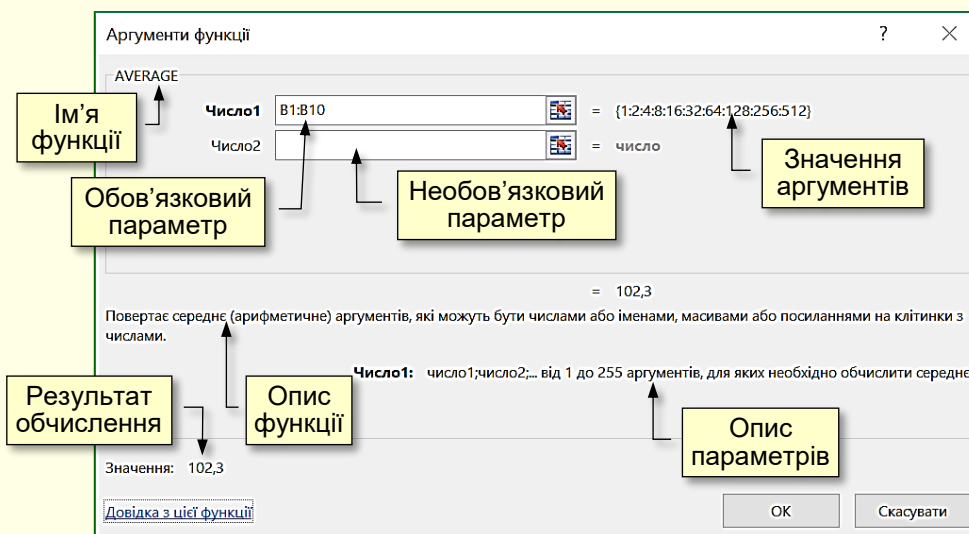 Аргументи функції
?
×
AVERAGE
Число1
B1:B10
= {1:2:4:8:16:32:64:128:256:512}
Ім’я
функції
Число2
= число
Значення
аргументів
Обов’язковий
параметр
Необов’язковий
параметр
= 102,3
Повертає середнє (арифметичне) аргументів, які можуть бути числами або іменами, масивами або посиланнями на клітинки з
числами.
Число1: число1;число2;... від 1 до 255 аргументів, для яких необхідно обчислити середнє
Результат
обчислення
Опис
функції
Опис
параметрів
Значення: 102,3
Довідка з цієї функції
ОК
Скасувати